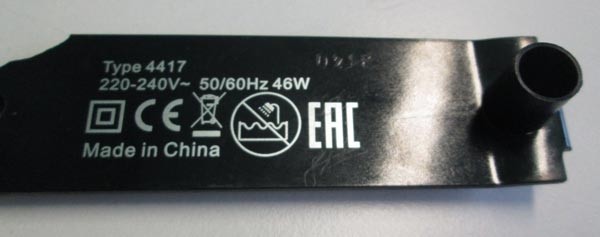 Type 4417
220-240V~ 50/60Hz 46W
CE EAC
Made in China